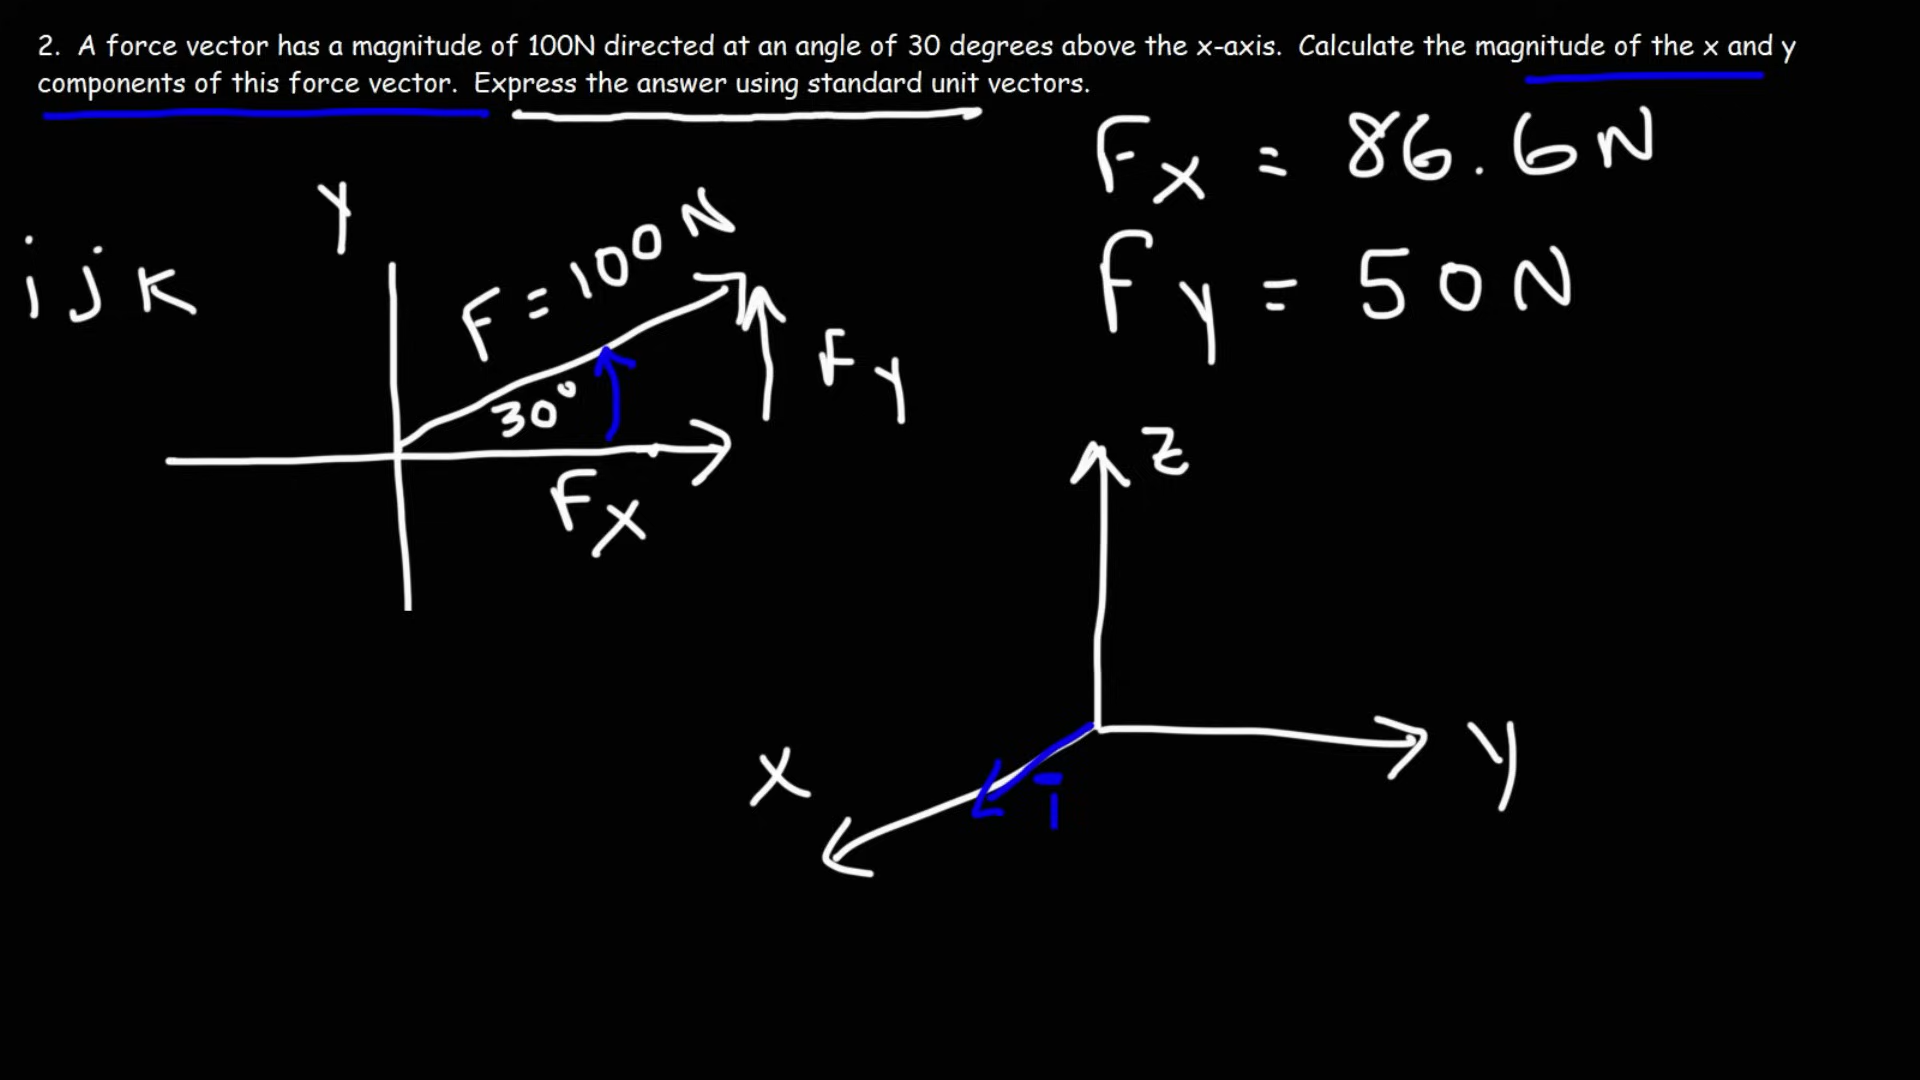 2. A force vector has a magnitude of 100N directed at an angle of 30 degrees above the x-axis. Calculate the magnitude of the x and y
components of this force vector. Express the answer using standard unit vectors.
Fx = 86.6N
Fy = 50N
i j k
Y
F = 100N
30°
Fy
Fx
z
x
y
i